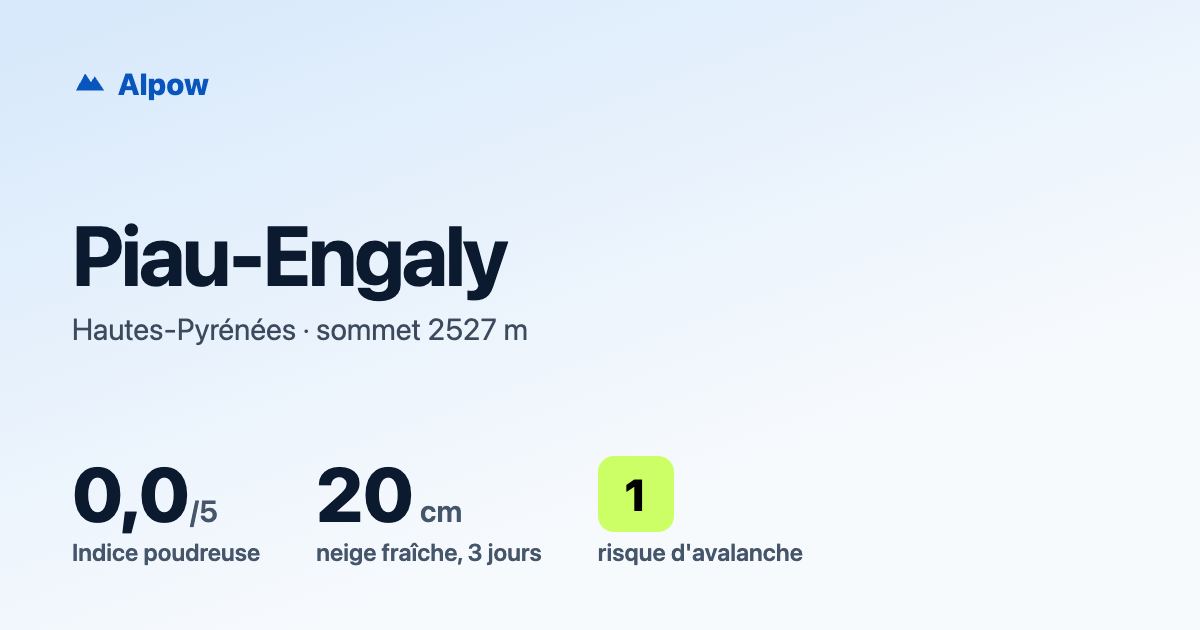 Alpow
Piau-Engaly
Hautes-Pyrénées · sommet 2527 m
0,0/5
Indice poudreuse
20 cm
neige fraîche, 3 jours
1
risque d'avalanche